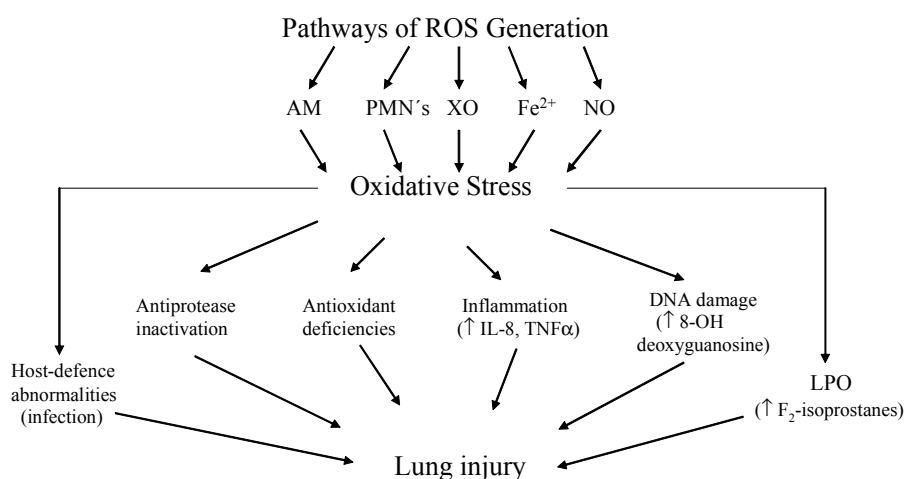 Pathways of ROS Generation
AM PMN´s XO Fe²⁺ NO
Oxidative Stress
Antiprotease
inactivation
Antioxidant
deficiencies
Inflammation
(↑ IL-8, TNFα)
DNA damage
(↑ 8-OH
deoxyguanosine)
Host-defence
abnormalities
(infection)
LPO
(↑ F₂-isoprostanes)
Lung injury